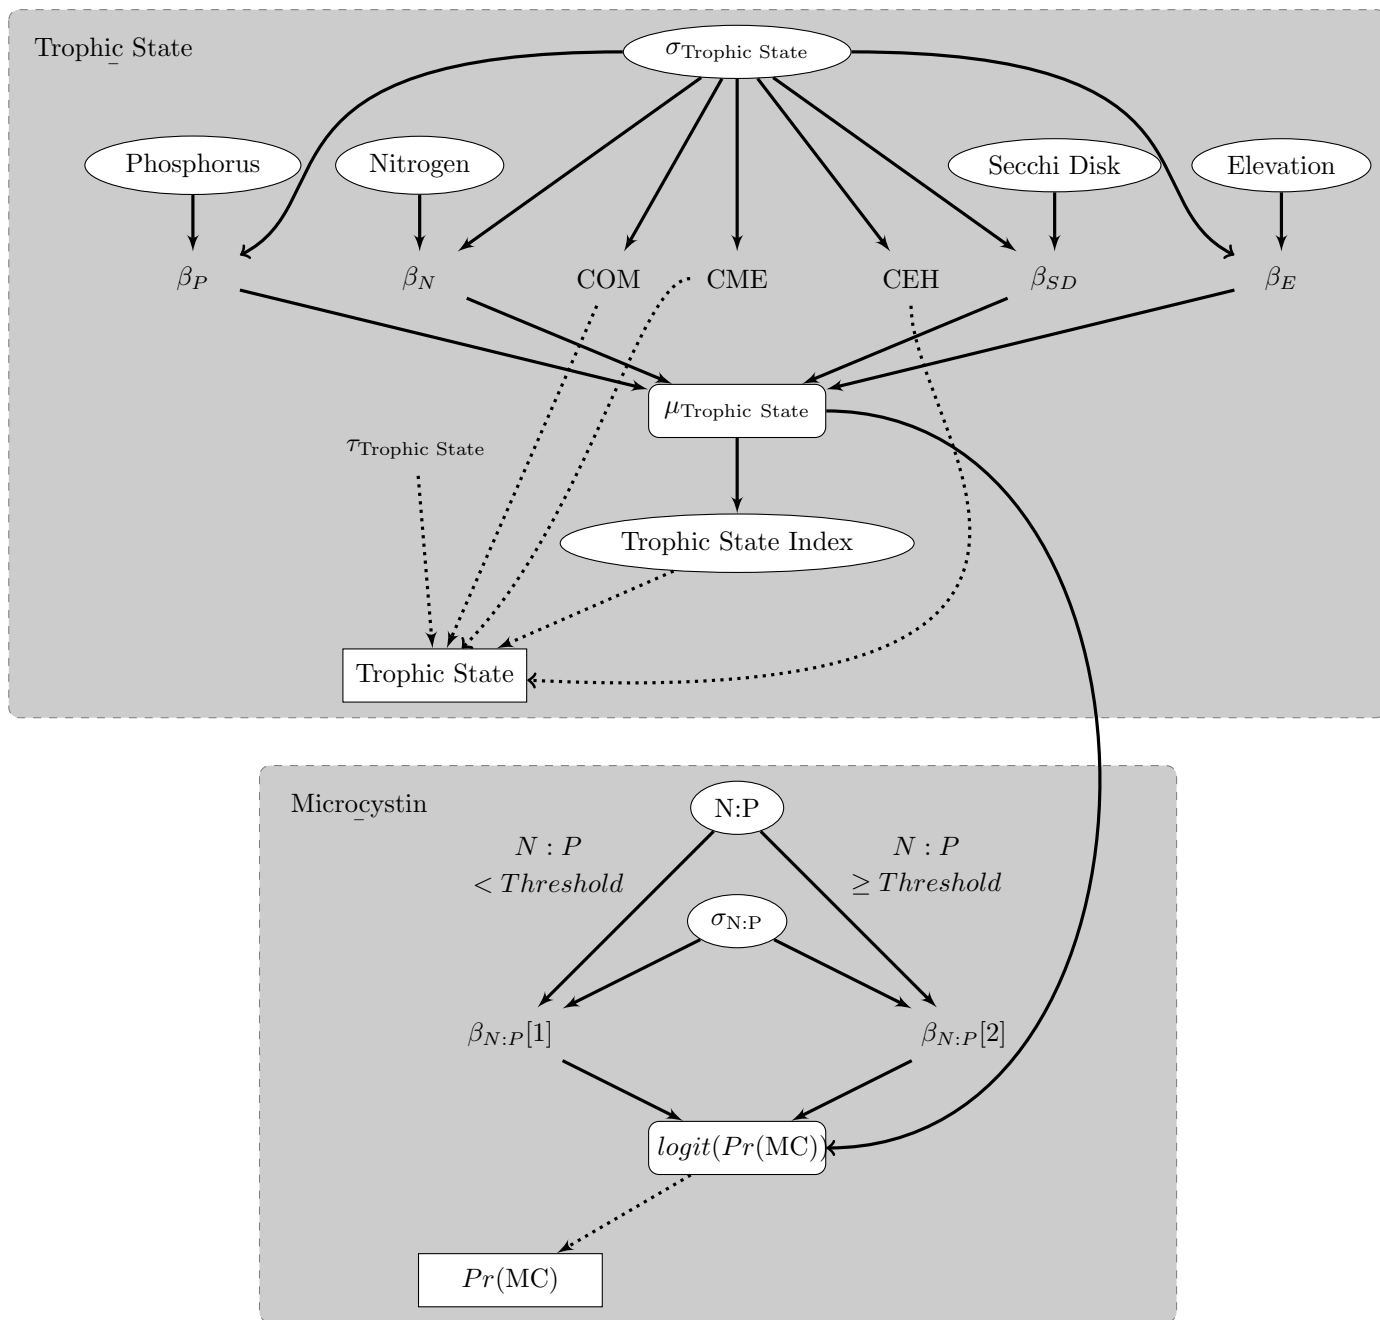 Trophic State
σTrophic State
Phosphorus
Nitrogen
Secchi Disk
Elevation
βP
βN
COM
CME
CEH
βSD
βE
μTrophic State
τTrophic State
Trophic State Index
Trophic State
Microcystin
N:P
N : P
< Threshold
N : P
≥ Threshold
σN:P
βN:P[1]
βN:P[2]
logit(Pr(MC))
Pr(MC)